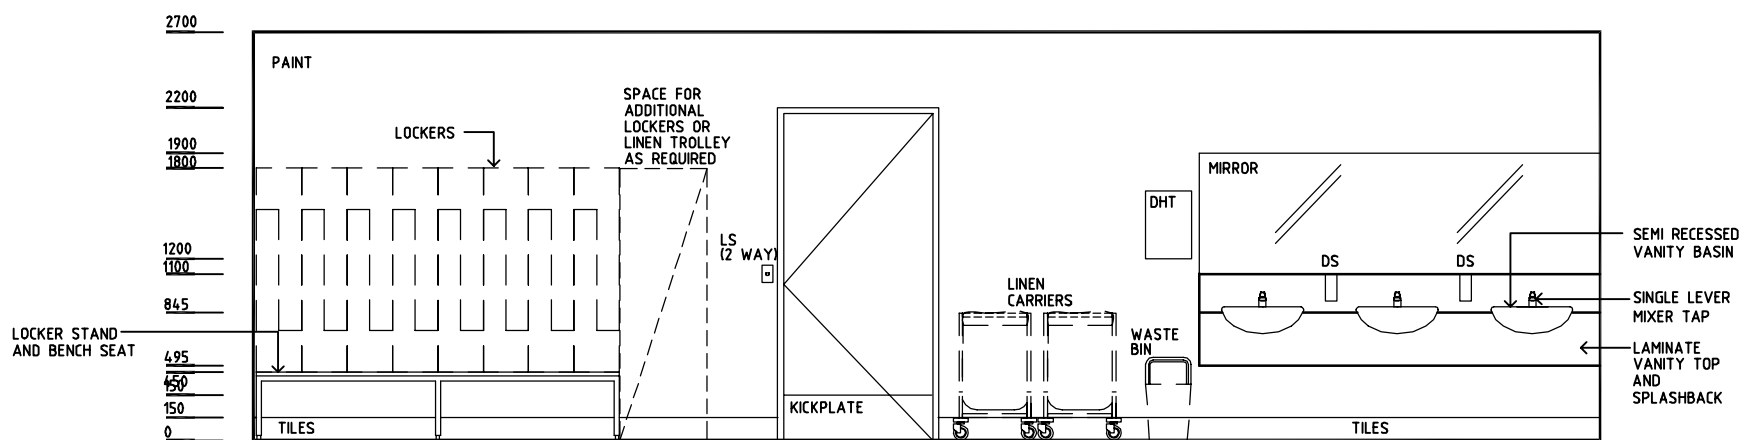 2700
PAINT
2200
SPACE FOR
ADDITIONAL
LOCKERS OR
LINEN TROLLEY
AS REQUIRED
LOCKERS
1900
1800
MIRROR
DHT
LS
(2 WAY)
1200
1100
SEMI RECESSED
VANITY BASIN
DS
DS
LINEN
CARRIERS
SINGLE LEVER
MIXER TAP
845
LOCKER STAND
AND BENCH SEAT
WASTE
BIN
LAMINATE
VANITY TOP
AND
SPLASHBACK
495
450
KICKPLATE
150
TILES
TILES
0